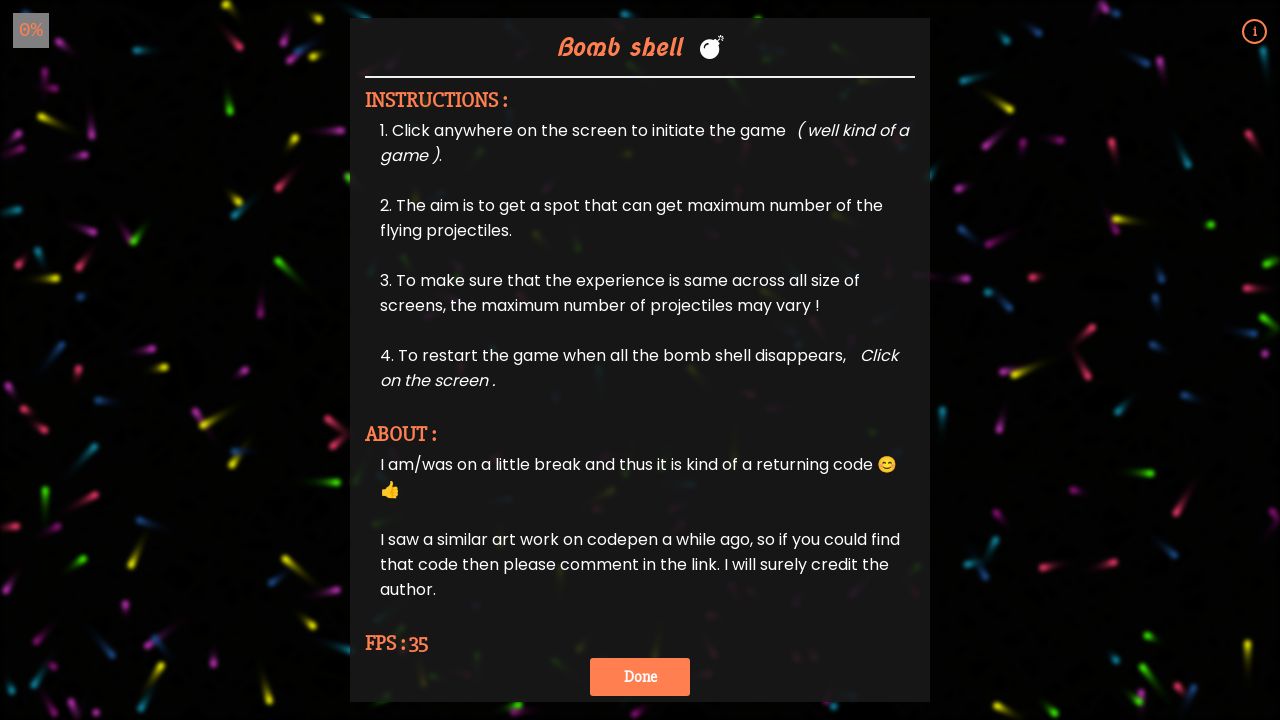 0%
i
Bomb shell 💣
INSTRUCTIONS :
1. Click anywhere on the screen to initiate the game ( well kind of a
game ).
2. The aim is to get a spot that can get maximum number of the
flying projectiles.
3. To make sure that the experience is same across all size of
screens, the maximum number of projectiles may vary !
4. To restart the game when all the bomb shell disappears, Click
on the screen .
ABOUT :
I am/was on a little break and thus it is kind of a returning code 😊
👍
I saw a similar art work on codepen a while ago, so if you could find
that code then please comment in the link. I will surely credit the
author.
FPS : 35
Done